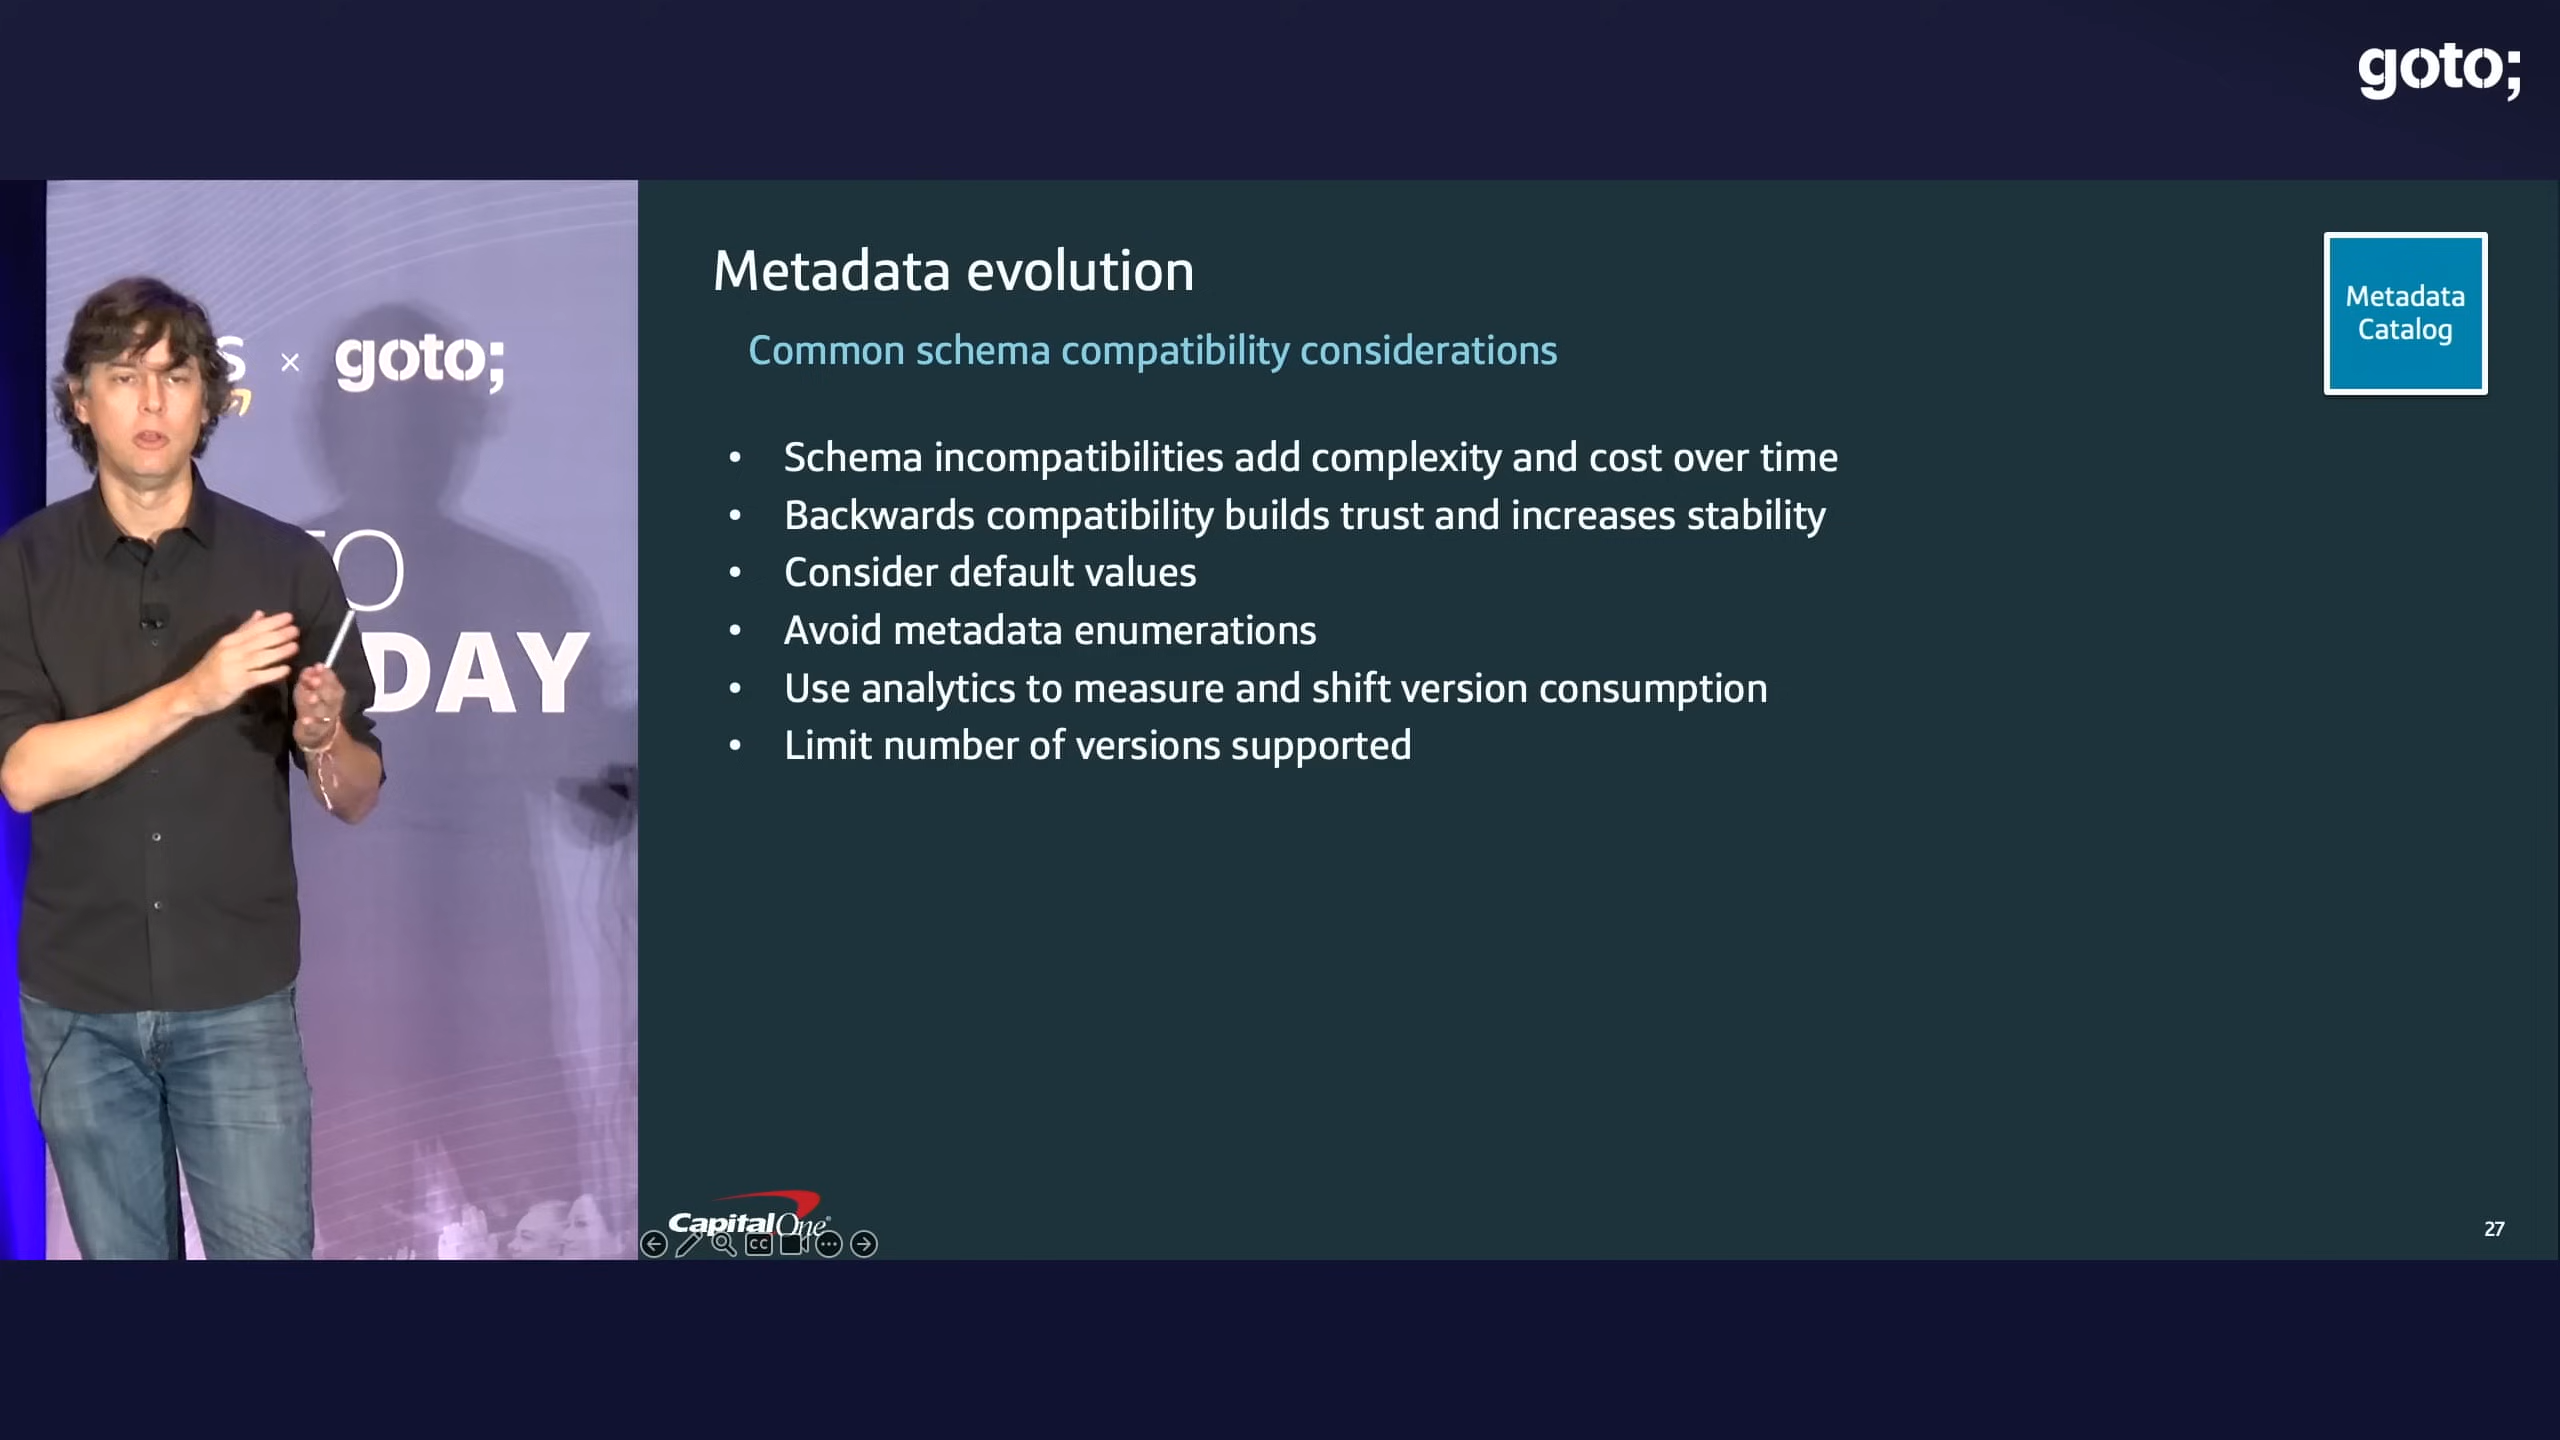 goto;
S × goto;
TO
DAY
Metadata evolution
Metadata
Catalog
Common schema compatibility considerations
• Schema incompatibilities add complexity and cost over time
• Backwards compatibility builds trust and increases stability
• Consider default values
• Avoid metadata enumerations
• Use analytics to measure and shift version consumption
• Limit number of versions supported
CapitalOne®
CC
27